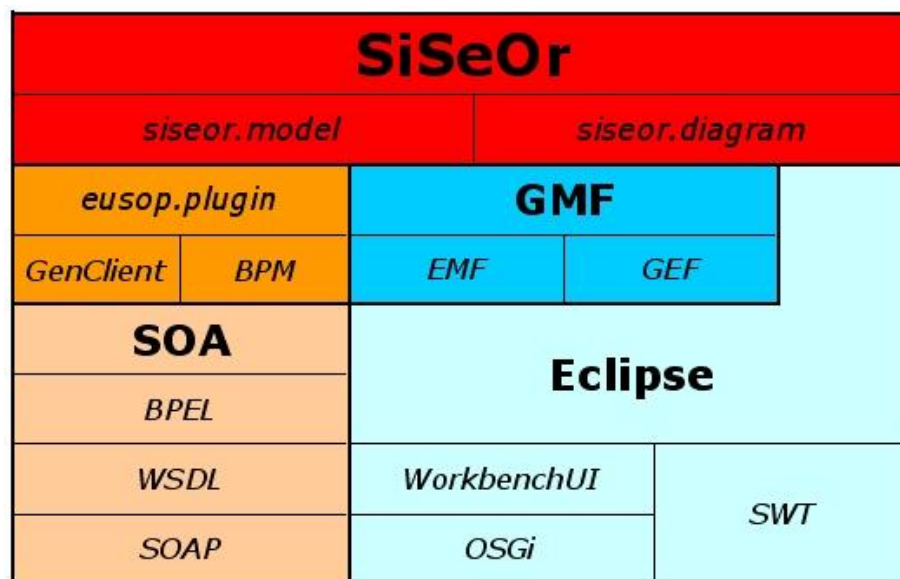 SiSeOr
siseor.model siseor.diagram
eusop.plugin GMF
GenClient BPM EMF GEF
SOA
Eclipse
BPEL
WSDL WorkbenchUI
SWT
SOAP OSGi